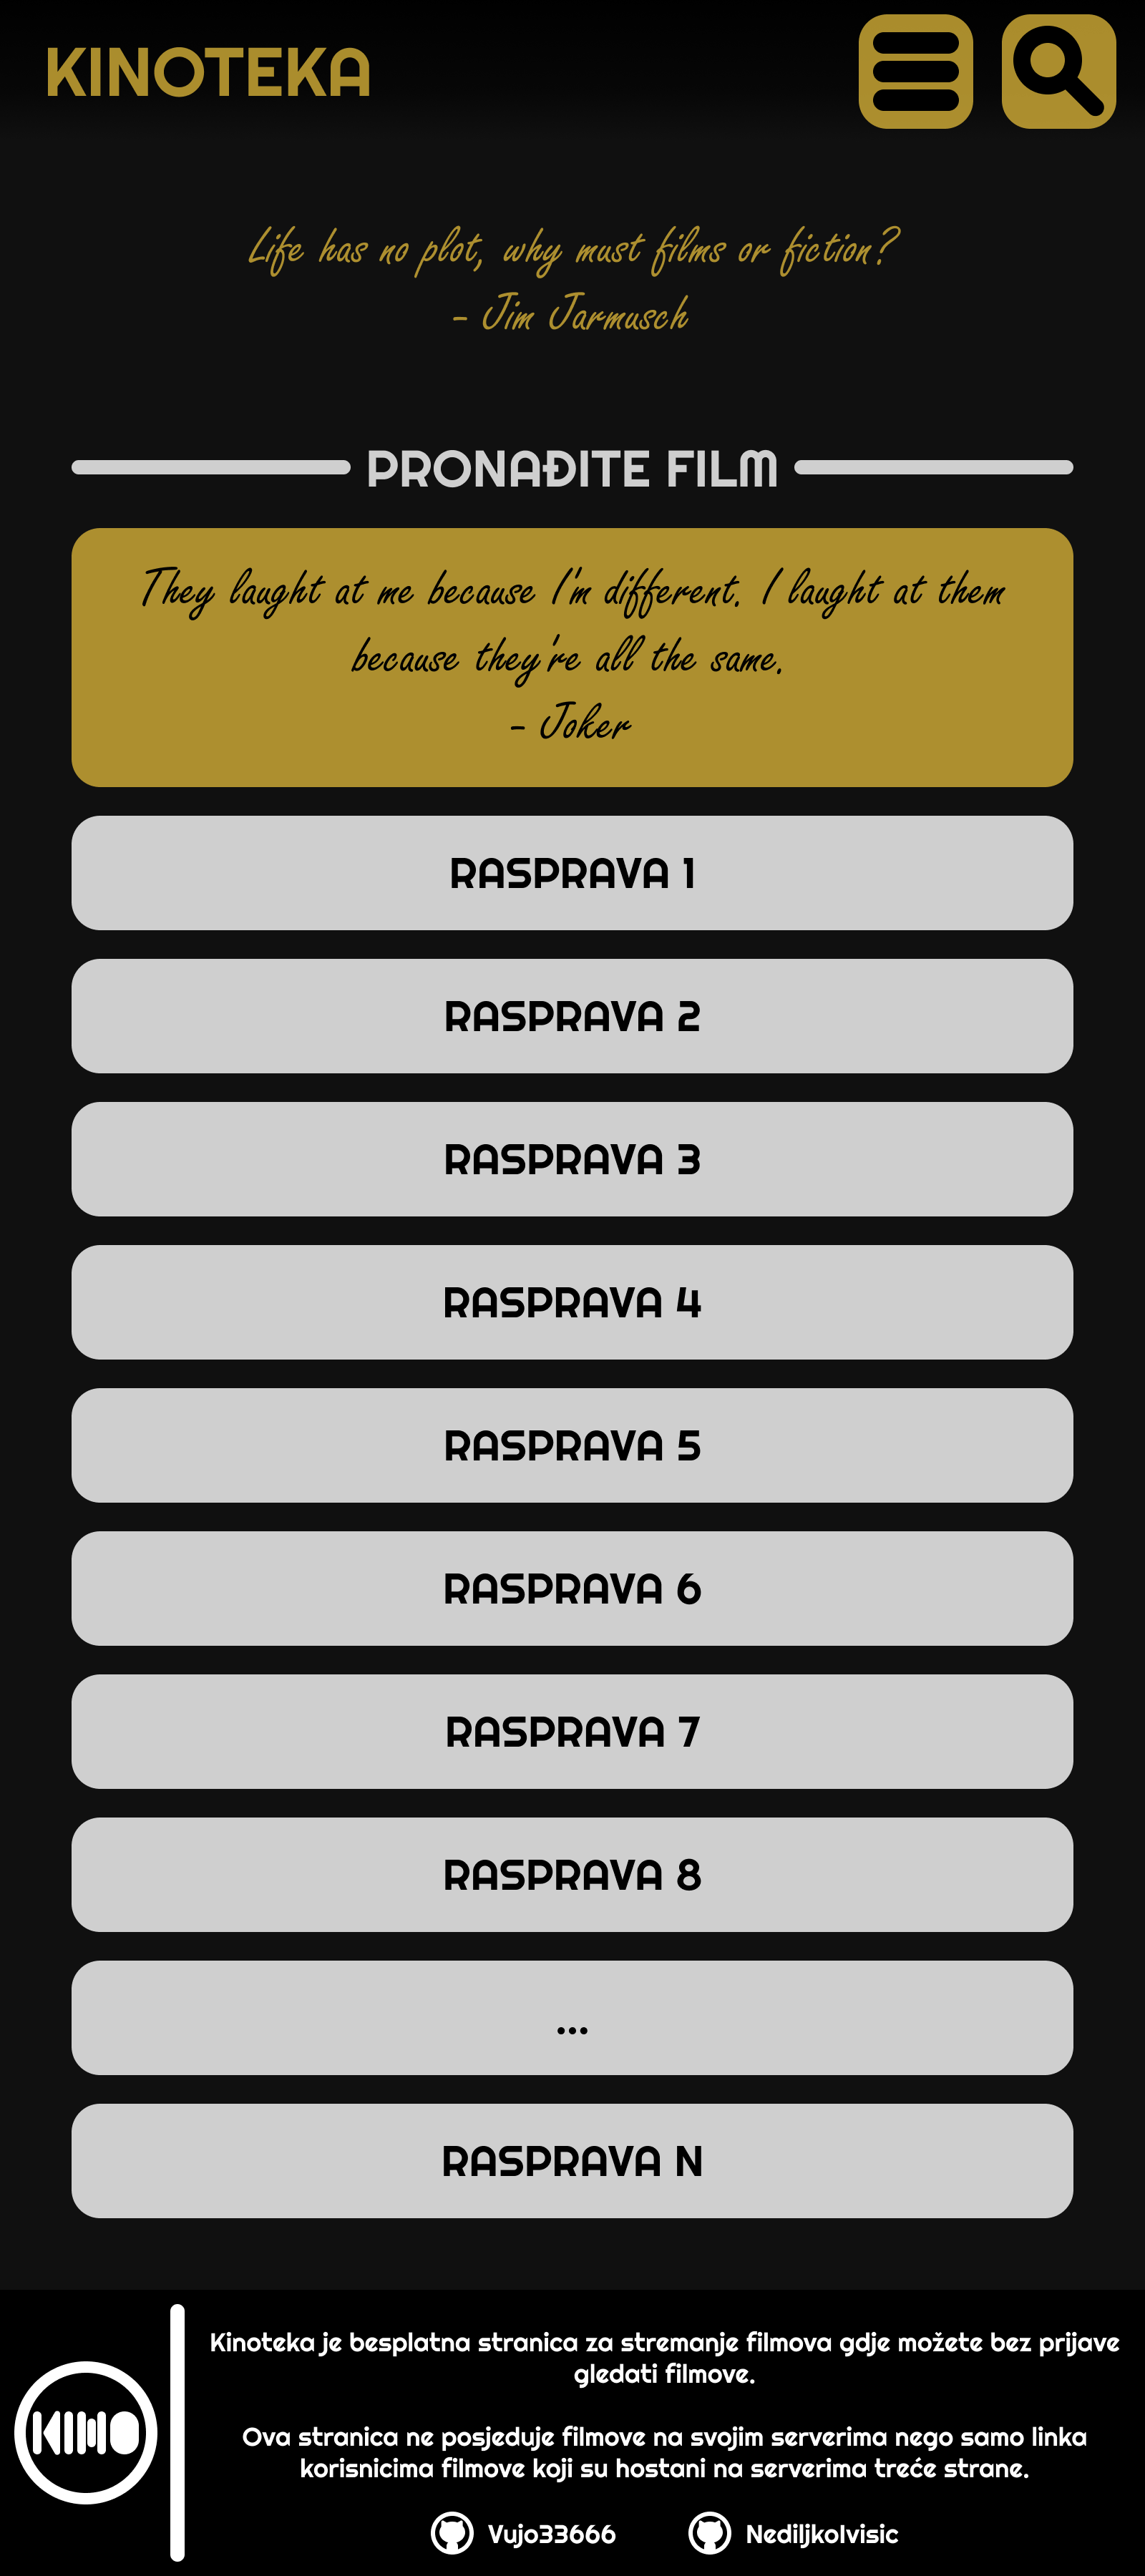 KINOTEKA
Life has no plot, why must films or fiction?
- Jim Jarmusch
PRONAĐITE FILM
They laught at me because I'm different. I laught at them
because they're all the same.
- Joker
RASPRAVA 1
RASPRAVA 2
RASPRAVA 3
RASPRAVA 4
RASPRAVA 5
RASPRAVA 6
RASPRAVA 7
RASPRAVA 8
...
RASPRAVA N
KINO
Kinoteka je besplatna stranica za stremanje filmova gdje možete bez prijave
gledati filmove.
Ova stranica ne posjeduje filmove na svojim serverima nego samo linka
korisnicima filmove koji su hostani na serverima treće strane.
Vujo33666
NediljkoIvisic